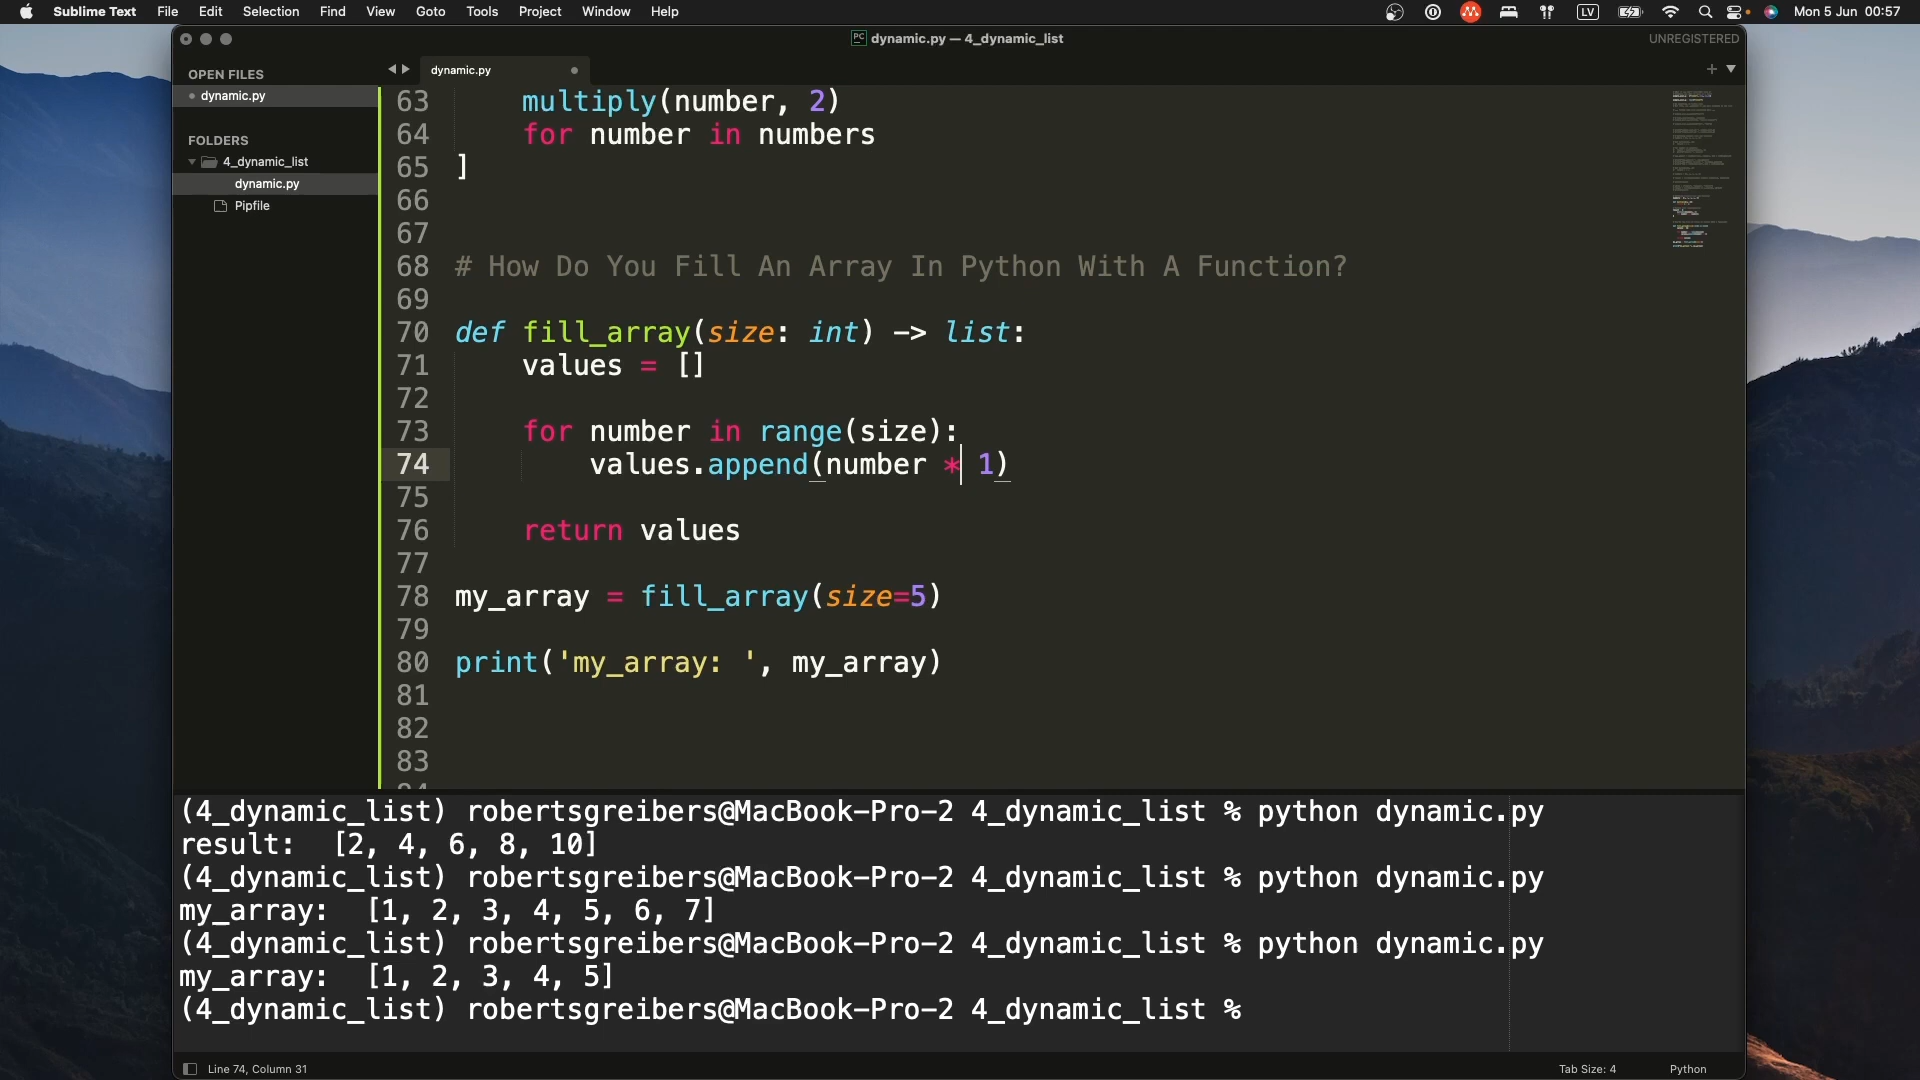 Sublime Text File Edit Selection Find View Goto Tools Project Window Help LV Mon 5 Jun 00:57
PC dynamic.py — 4_dynamic_list UNREGISTERED
OPEN FILES
dynamic.py
FOLDERS
4_dynamic_list
dynamic.py
Pipfile
dynamic.py
63 multiply(number, 2)
64 for number in numbers
65 ]
66
67
68 # How Do You Fill An Array In Python With A Function?
69
70 def fill_array(size: int) -> list:
71 values = []
72
73 for number in range(size):
74 values.append(number * 1)
75
76 return values
77
78 my_array = fill_array(size=5)
79
80 print('my_array: ', my_array)
81
82
83
(4_dynamic_list) robertsgreibers@MacBook-Pro-2 4_dynamic_list % python dynamic.py
result:  [2, 4, 6, 8, 10]
(4_dynamic_list) robertsgreibers@MacBook-Pro-2 4_dynamic_list % python dynamic.py
my_array:  [1, 2, 3, 4, 5, 6, 7]
(4_dynamic_list) robertsgreibers@MacBook-Pro-2 4_dynamic_list % python dynamic.py
my_array:  [1, 2, 3, 4, 5]
(4_dynamic_list) robertsgreibers@MacBook-Pro-2 4_dynamic_list %
Line 74, Column 31 Tab Size: 4 Python